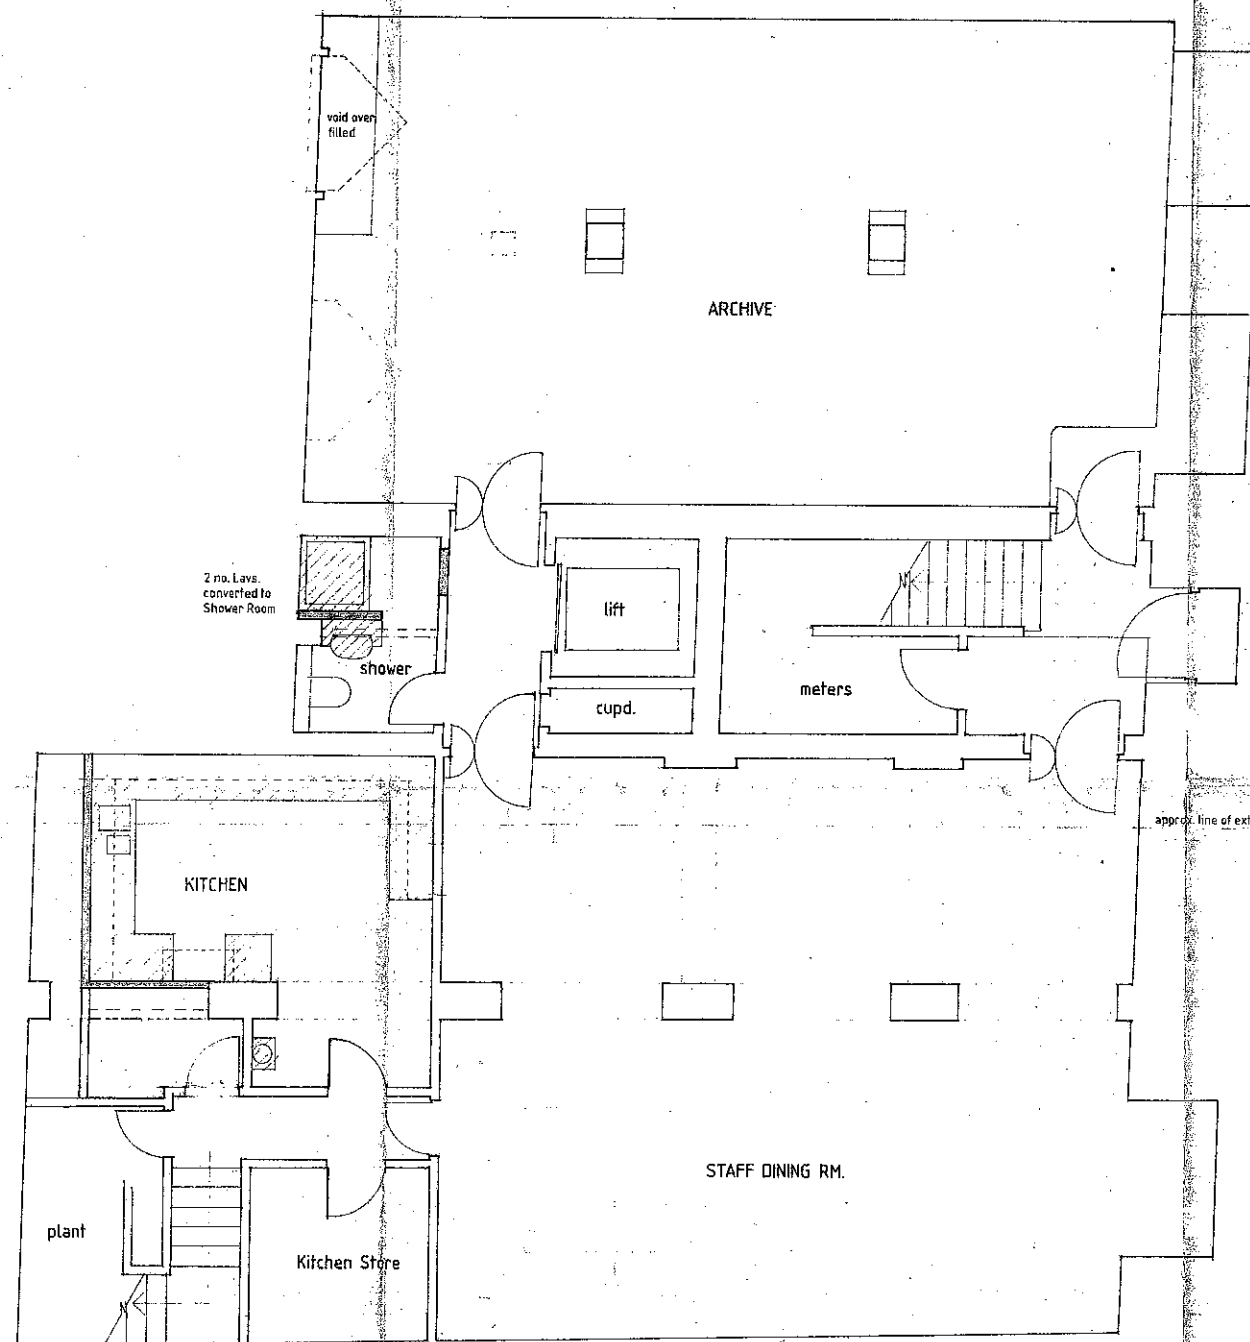 void over
filled
ARCHIVE
2 no. Lavs.
converted to
Shower Room
lift
shower
meters
cupd.
approx. line of ext
KITCHEN
STAFF DINING RM.
plant
Kitchen Store